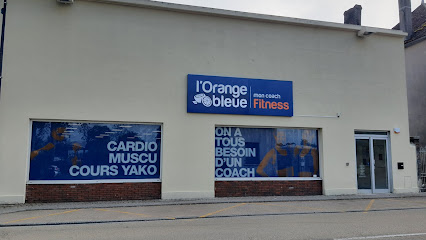 l'Orange
bleue
mon coach
Fitness
CARDIO
MUSCU
COURS YAKO
ON A
TOUS
BESOIN
D'UN
COACH